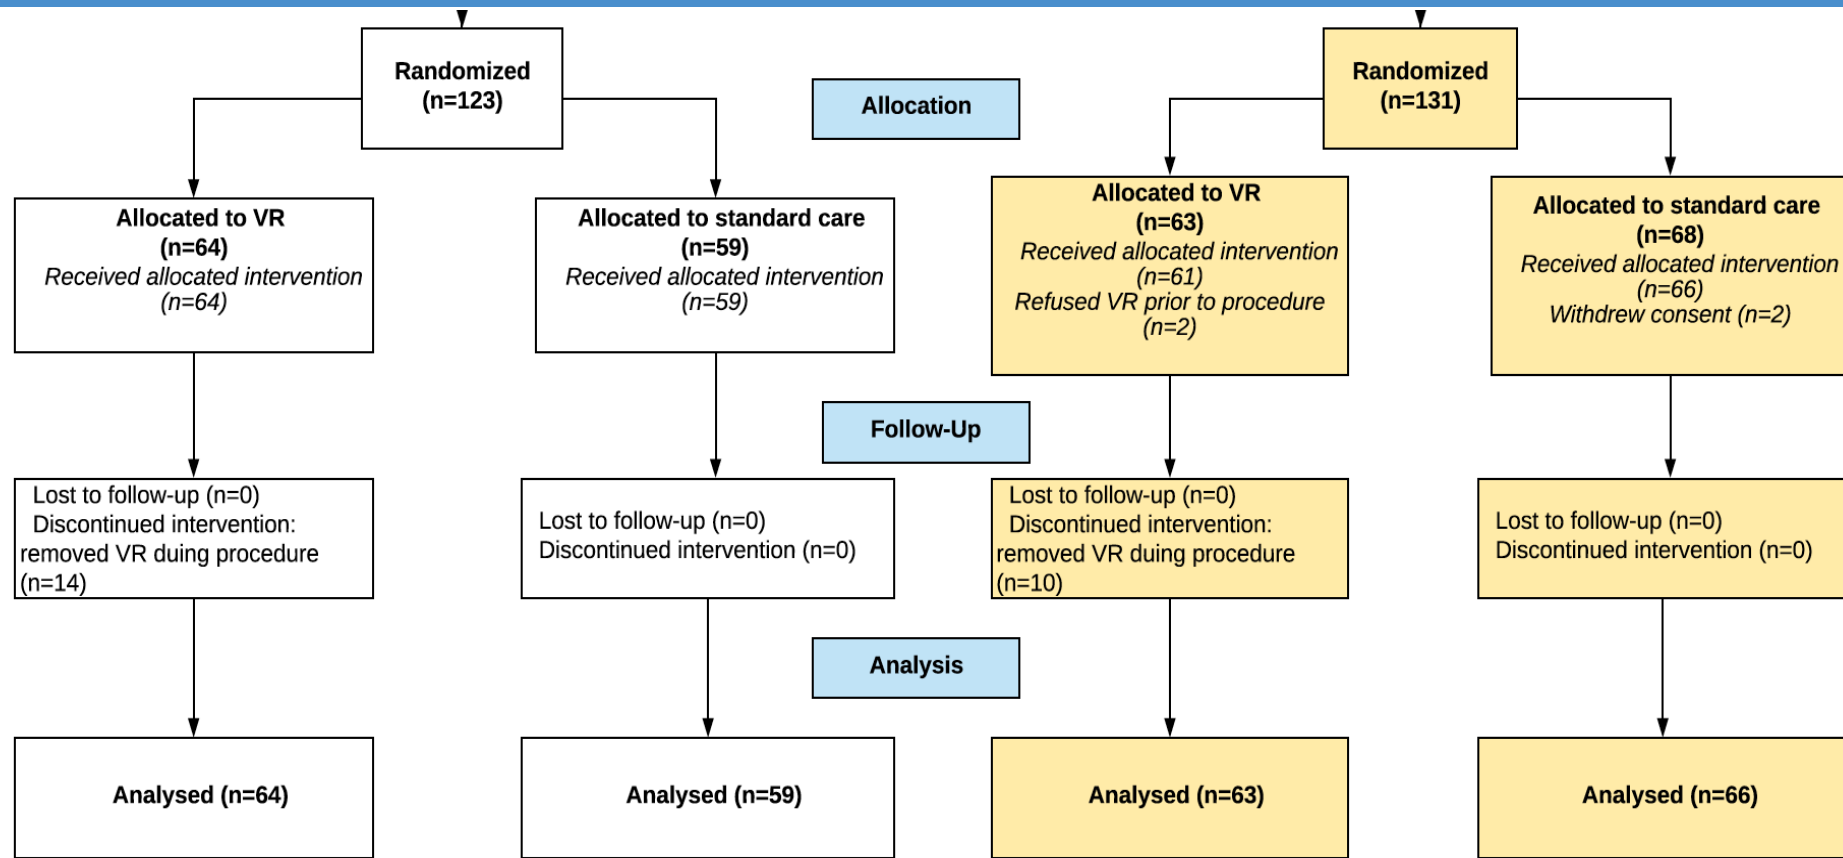 Randomized
(n=123)
Randomized
(n=131)
Allocation
Allocated to VR
(n=64)
Received allocated intervention
(n=64)
Allocated to standard care
(n=59)
Received allocated intervention
(n=59)
Allocated to VR
(n=63)
Received allocated intervention
(n=61)
Refused VR prior to procedure
(n=2)
Allocated to standard care
(n=68)
Received allocated intervention
(n=66)
Withdrew consent (n=2)
Follow-Up
Lost to follow-up (n=0)
Discontinued intervention:
removed VR duing procedure
(n=14)
Lost to follow-up (n=0)
Discontinued intervention (n=0)
Lost to follow-up (n=0)
Discontinued intervention:
removed VR duing procedure
(n=10)
Lost to follow-up (n=0)
Discontinued intervention (n=0)
Analysis
Analysed (n=64)
Analysed (n=59)
Analysed (n=63)
Analysed (n=66)